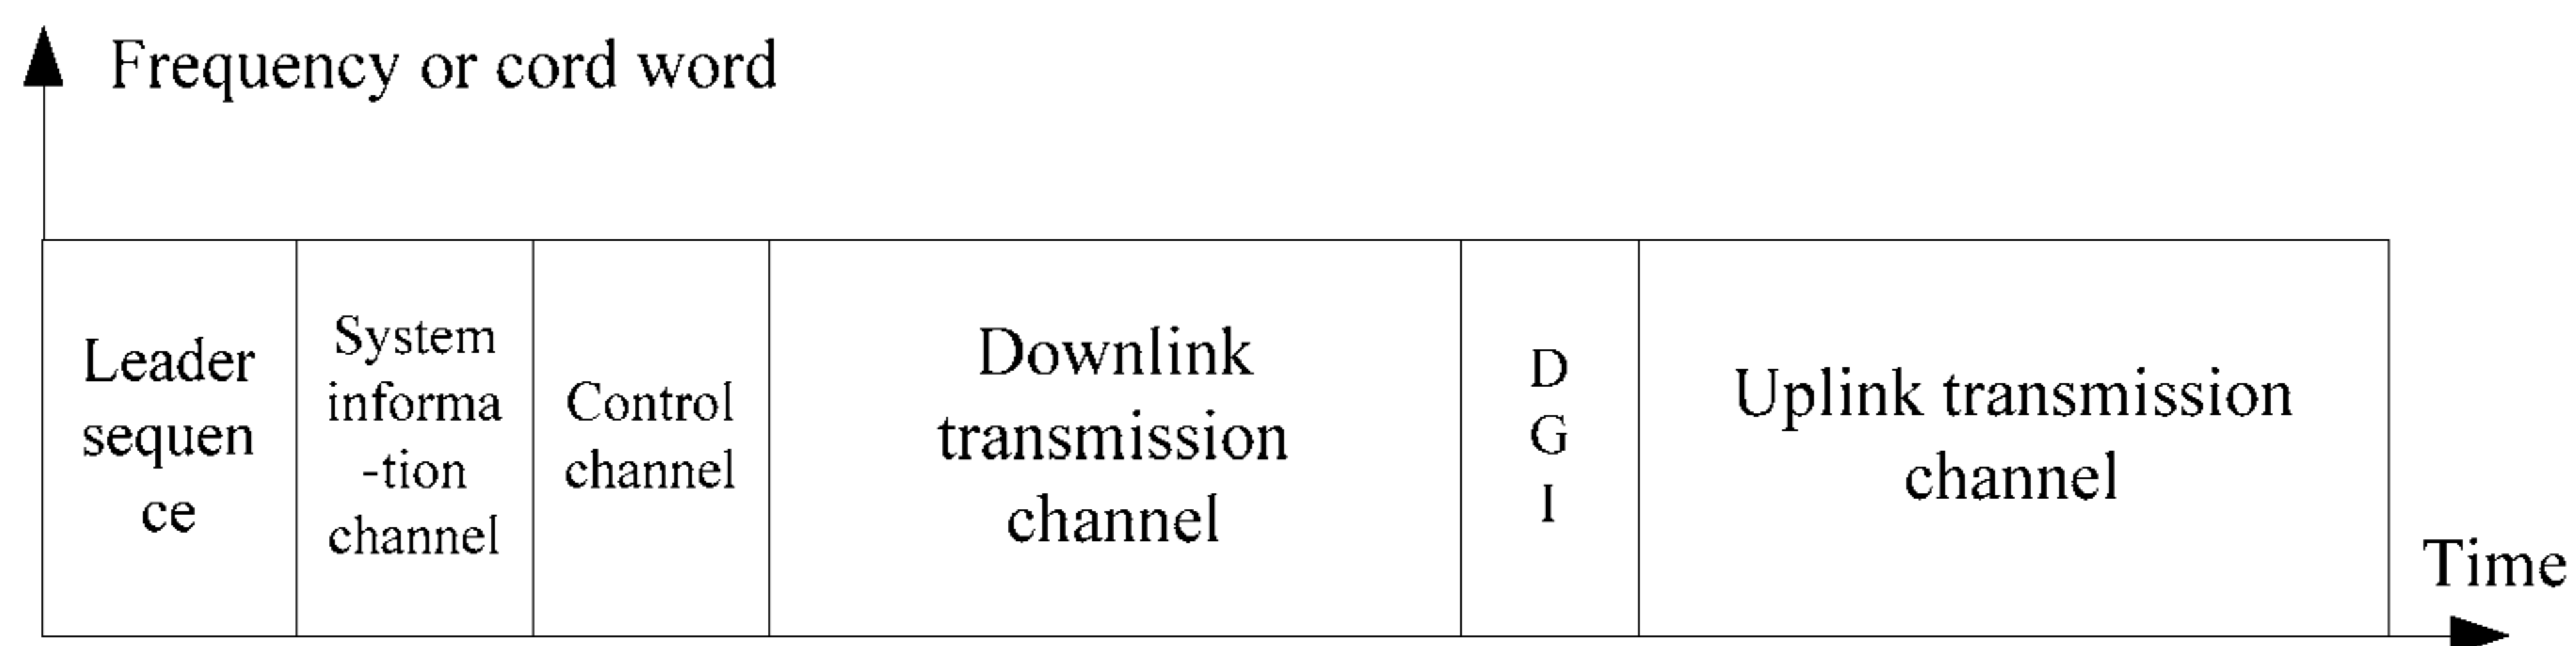 Frequency or cord word
Leader
sequen
ce
System
informa
-tion
channel
Control
channel
Downlink
transmission
channel
D
G
I
Uplink transmission
channel
Time